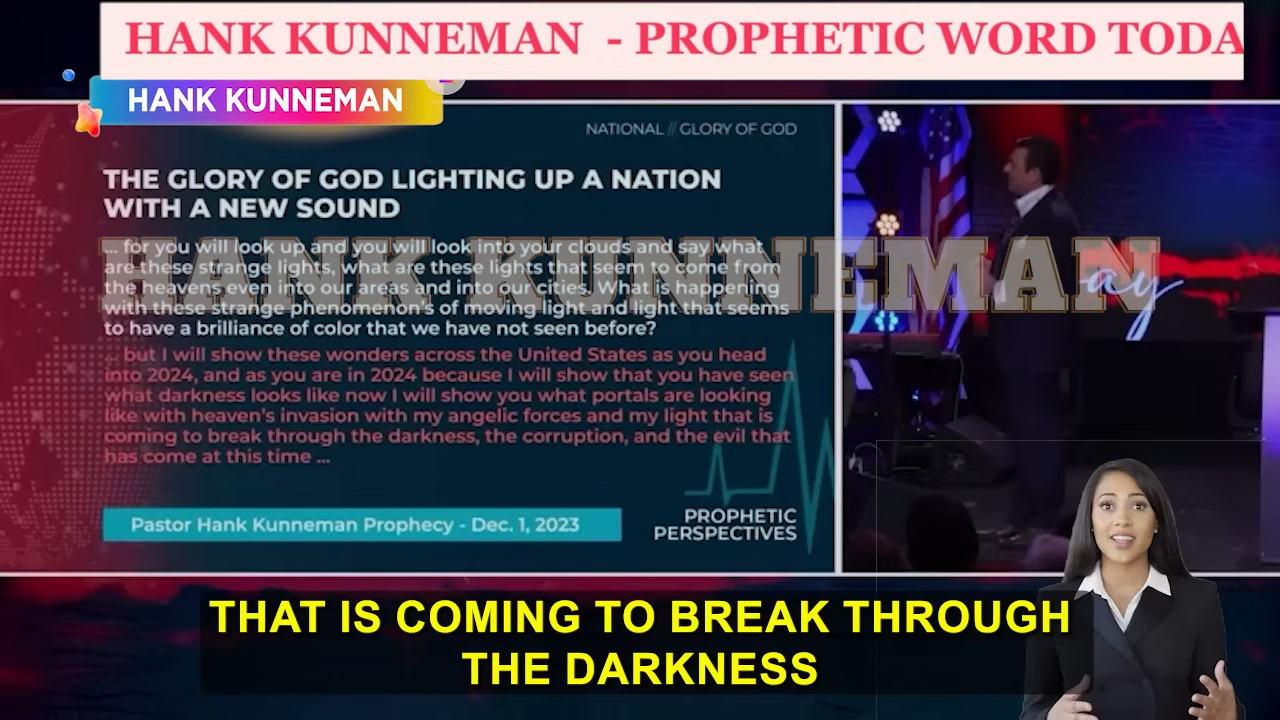 HANK KUNNEMAN - PROPHETIC WORD TODA
HANK KUNNEMAN
NATIONAL // GLORY OF GOD
THE GLORY OF GOD LIGHTING UP A NATION
WITH A NEW SOUND
... for you will look up and you will look into your clouds and say what
are these strange lights, what are these lights that seem to come from
the heavens even into our areas and into our cities. What is happening
with these strange phenomenon's of moving light and light that seems
to have a brilliance of color that we have not seen before?
... but I will show these wonders across the United States as you head
into 2024, and as you are in 2024 because I will show that you have seen
what darkness looks like now I will show you what portals are looking
like with heaven's invasion with my angelic forces and my light that is
coming to break through the darkness, the corruption, and the evil that
has come at this time ...
HANK KUNNEMAN
ay
Pastor Hank Kunneman Prophecy - Dec. 1, 2023
PROPHETIC
PERSPECTIVES
THAT IS COMING TO BREAK THROUGH
THE DARKNESS